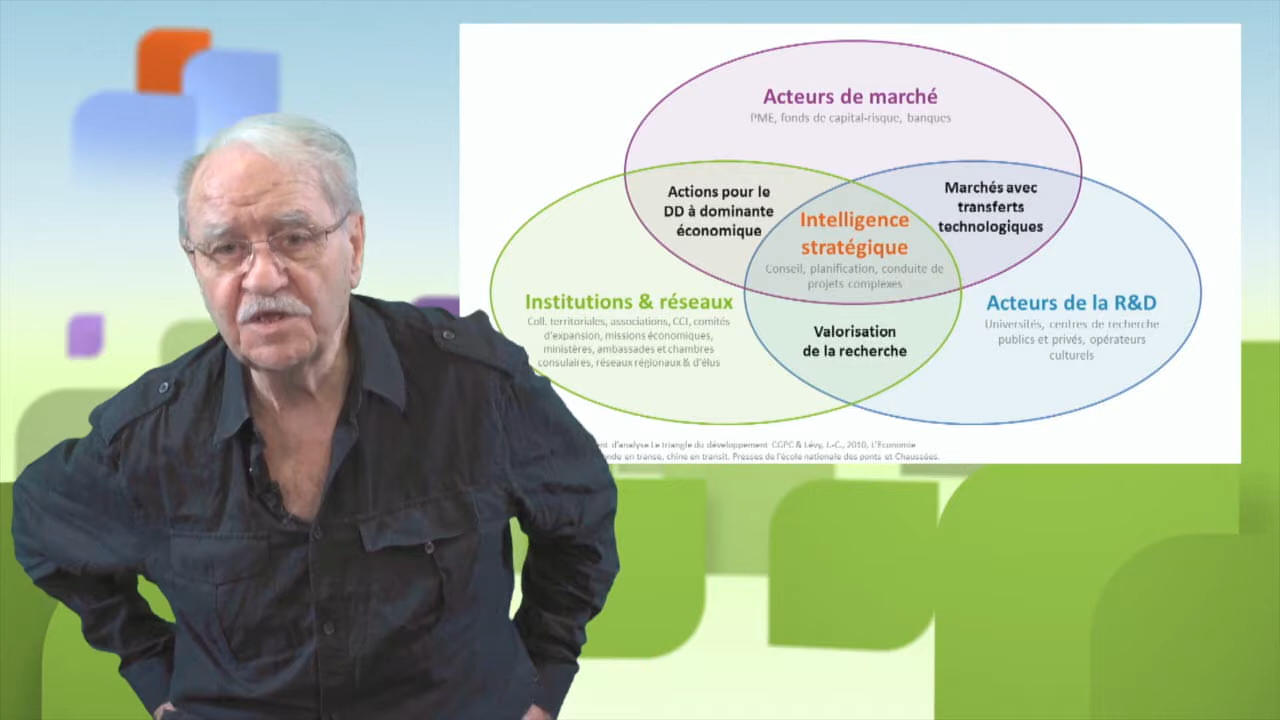 Acteurs de marché
PME, fonds de capital-risque, banques
Actions pour le
DD à dominante
économique
Marchés avec
transferts
technologiques
Intelligence
stratégique
Conseil, planification, conduite de
projets complexes
Institutions & réseaux
Coll. territoriales, associations, CCI, comités
d'expansion, missions économiques,
ministères, ambassades et chambres
consulaires, réseaux régionaux & d'élus
Acteurs de la R&D
Universités, centres de recherche
publics et privés, opérateurs
culturels
Valorisation
de la recherche
d'analyse Le triangle du développement CGPC & Lévy, J.-C., 2010, L'Economie
en transe, chine en transit. Presses de l'école nationale des ponts et Chaussées.